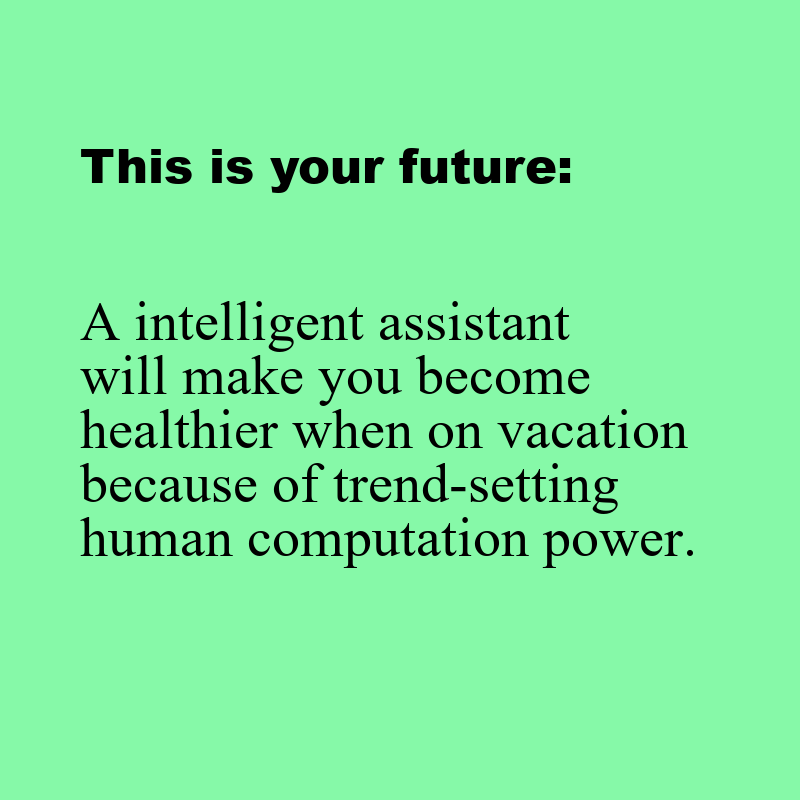 This is your future:
A intelligent assistant
will make you become
healthier when on vacation
because of trend-setting
human computation power.